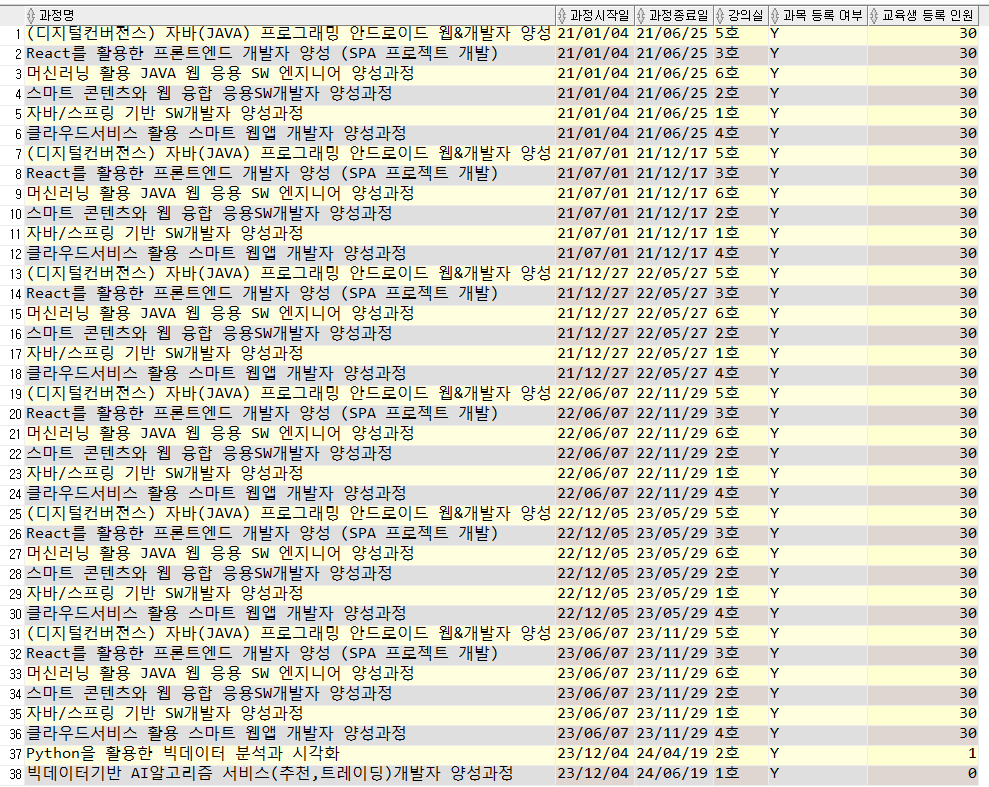 과정명 과정시작일 과정종료일 강의실 과목 등록 여부 교육생 등록 인원
1 (디지털컨버전스) 자바(JAVA) 프로그래밍 안드로이드 웹&개발자 양성 21/01/04 21/06/25 5호 Y 30
2 React를 활용한 프론트엔드 개발자 양성 (SPA 프로젝트 개발) 21/01/04 21/06/25 3호 Y 30
3 머신러닝 활용 JAVA 웹 응용 SW 엔지니어 양성과정 21/01/04 21/06/25 6호 Y 30
4 스마트 콘텐츠와 웹 융합 응용SW개발자 양성과정 21/01/04 21/06/25 2호 Y 30
5 자바/스프링 기반 SW개발자 양성과정 21/01/04 21/06/25 1호 Y 30
6 클라우드서비스 활용 스마트 웹앱 개발자 양성과정 21/01/04 21/06/25 4호 Y 30
7 (디지털컨버전스) 자바(JAVA) 프로그래밍 안드로이드 웹&개발자 양성 21/07/01 21/12/17 5호 Y 30
8 React를 활용한 프론트엔드 개발자 양성 (SPA 프로젝트 개발) 21/07/01 21/12/17 3호 Y 30
9 머신러닝 활용 JAVA 웹 응용 SW 엔지니어 양성과정 21/07/01 21/12/17 6호 Y 30
10 스마트 콘텐츠와 웹 융합 응용SW개발자 양성과정 21/07/01 21/12/17 2호 Y 30
11 자바/스프링 기반 SW개발자 양성과정 21/07/01 21/12/17 1호 Y 30
12 클라우드서비스 활용 스마트 웹앱 개발자 양성과정 21/07/01 21/12/17 4호 Y 30
13 (디지털컨버전스) 자바(JAVA) 프로그래밍 안드로이드 웹&개발자 양성 21/12/27 22/05/27 5호 Y 30
14 React를 활용한 프론트엔드 개발자 양성 (SPA 프로젝트 개발) 21/12/27 22/05/27 3호 Y 30
15 머신러닝 활용 JAVA 웹 응용 SW 엔지니어 양성과정 21/12/27 22/05/27 6호 Y 30
16 스마트 콘텐츠와 웹 융합 응용SW개발자 양성과정 21/12/27 22/05/27 2호 Y 30
17 자바/스프링 기반 SW개발자 양성과정 21/12/27 22/05/27 1호 Y 30
18 클라우드서비스 활용 스마트 웹앱 개발자 양성과정 21/12/27 22/05/27 4호 Y 30
19 (디지털컨버전스) 자바(JAVA) 프로그래밍 안드로이드 웹&개발자 양성 22/06/07 22/11/29 5호 Y 30
20 React를 활용한 프론트엔드 개발자 양성 (SPA 프로젝트 개발) 22/06/07 22/11/29 3호 Y 30
21 머신러닝 활용 JAVA 웹 응용 SW 엔지니어 양성과정 22/06/07 22/11/29 6호 Y 30
22 스마트 콘텐츠와 웹 융합 응용SW개발자 양성과정 22/06/07 22/11/29 2호 Y 30
23 자바/스프링 기반 SW개발자 양성과정 22/06/07 22/11/29 1호 Y 30
24 클라우드서비스 활용 스마트 웹앱 개발자 양성과정 22/06/07 22/11/29 4호 Y 30
25 (디지털컨버전스) 자바(JAVA) 프로그래밍 안드로이드 웹&개발자 양성 22/12/05 23/05/29 5호 Y 30
26 React를 활용한 프론트엔드 개발자 양성 (SPA 프로젝트 개발) 22/12/05 23/05/29 3호 Y 30
27 머신러닝 활용 JAVA 웹 응용 SW 엔지니어 양성과정 22/12/05 23/05/29 6호 Y 30
28 스마트 콘텐츠와 웹 융합 응용SW개발자 양성과정 22/12/05 23/05/29 2호 Y 30
29 자바/스프링 기반 SW개발자 양성과정 22/12/05 23/05/29 1호 Y 30
30 클라우드서비스 활용 스마트 웹앱 개발자 양성과정 22/12/05 23/05/29 4호 Y 30
31 (디지털컨버전스) 자바(JAVA) 프로그래밍 안드로이드 웹&개발자 양성 23/06/07 23/11/29 5호 Y 30
32 React를 활용한 프론트엔드 개발자 양성 (SPA 프로젝트 개발) 23/06/07 23/11/29 3호 Y 30
33 머신러닝 활용 JAVA 웹 응용 SW 엔지니어 양성과정 23/06/07 23/11/29 6호 Y 30
34 스마트 콘텐츠와 웹 융합 응용SW개발자 양성과정 23/06/07 23/11/29 2호 Y 30
35 자바/스프링 기반 SW개발자 양성과정 23/06/07 23/11/29 1호 Y 30
36 클라우드서비스 활용 스마트 웹앱 개발자 양성과정 23/06/07 23/11/29 4호 Y 30
37 Python을 활용한 빅데이터 분석과 시각화 23/12/04 24/04/19 2호 Y 1
38 빅데이터기반 AI알고리즘 서비스(추천,트레이딩)개발자 양성과정 23/12/04 24/06/19 1호 Y 0